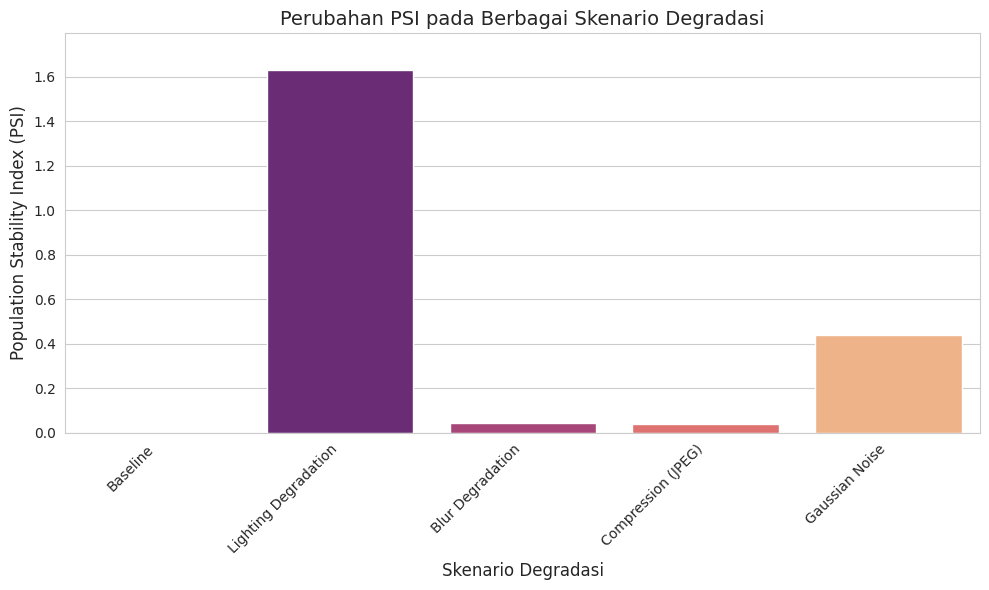 Perubahan PSI pada Berbagai Skenario Degradasi
Population Stability Index (PSI)
1.6
1.4
1.2
1.0
0.8
0.6
0.4
0.2
0.0
Baseline
Lighting Degradation
Blur Degradation
Compression (JPEG)
Gaussian Noise
Skenario Degradasi